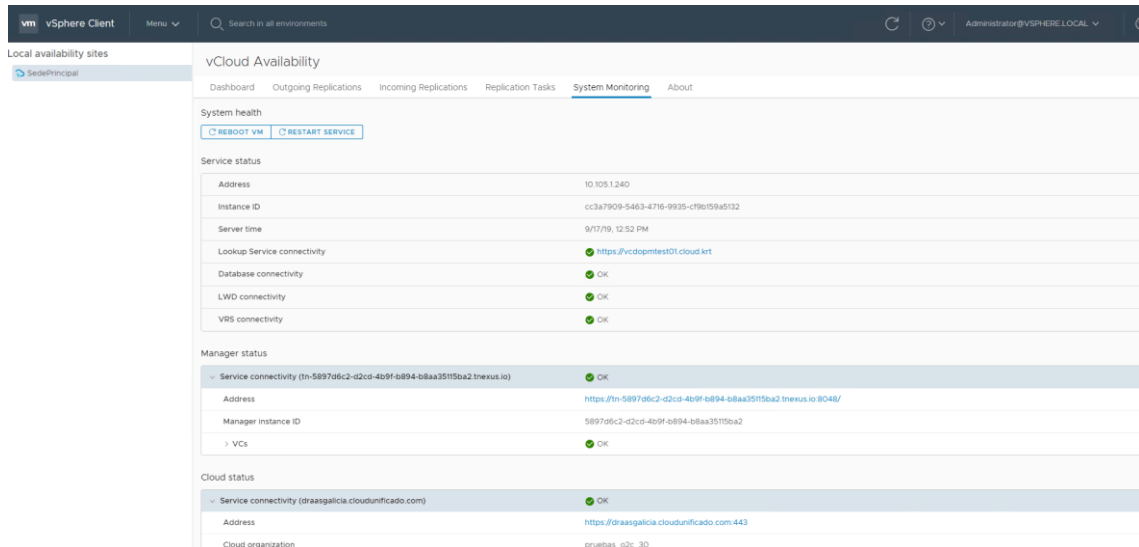 vm vSphere Client Menu Search in all environments Administrator@VSPHERE.LOCAL
Local availability sites
SedePrincipal
vCloud Availability
Dashboard Outgoing Replications Incoming Replications Replication Tasks System Monitoring About
System health
REBOOT VM RESTART SERVICE
Service status
Address 10.105.1.240
Instance ID cc3a7909-5463-4716-9935-cf9b159a5132
Server time 9/17/19, 12:52 PM
Lookup Service connectivity https://vcdopmtest01.cloud.krt
Database connectivity OK
LWD connectivity OK
VRS connectivity OK
Manager status
Service connectivity (tn-5897d6c2-d2cd-4b9f-b894-b8aa35115ba2.tnexus.io) OK
Address https://tn-5897d6c2-d2cd-4b9f-b894-b8aa35115ba2.tnexus.io:8048/
Manager instance ID 5897d6c2-d2cd-4b9f-b894-b8aa35115ba2
> VCs OK
Cloud status
Service connectivity (draasgalicia.cloudunificado.com) OK
Address https://draasgalicia.cloudunificado.com:443
Cloud organization pruebas_o2c_30